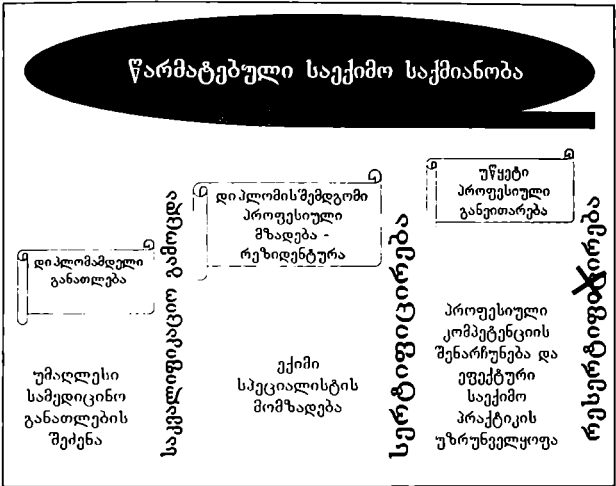 წარმატებული საექიმო საქმიანობა
დიპლომამდელი
განათლება
უმაღლესი
სამედიცინო
განათლების
შეძენა
საკვალიფიკაციო გამოცდა
დიპლომისშემდგომი
პროფესიული
მზადება -
რეზიდენტურა
ექიმი
სპეციალისტის
მომზადება
სერტიფიცირება
უწყეტი
პროფესიული
განვითარება
პროფესიული
კომპეტენციის
შენარჩუნება და
ეფექტური
საექიმო
პრაქტიკის
უზრუნველყოფა
რესერტიფიცირება